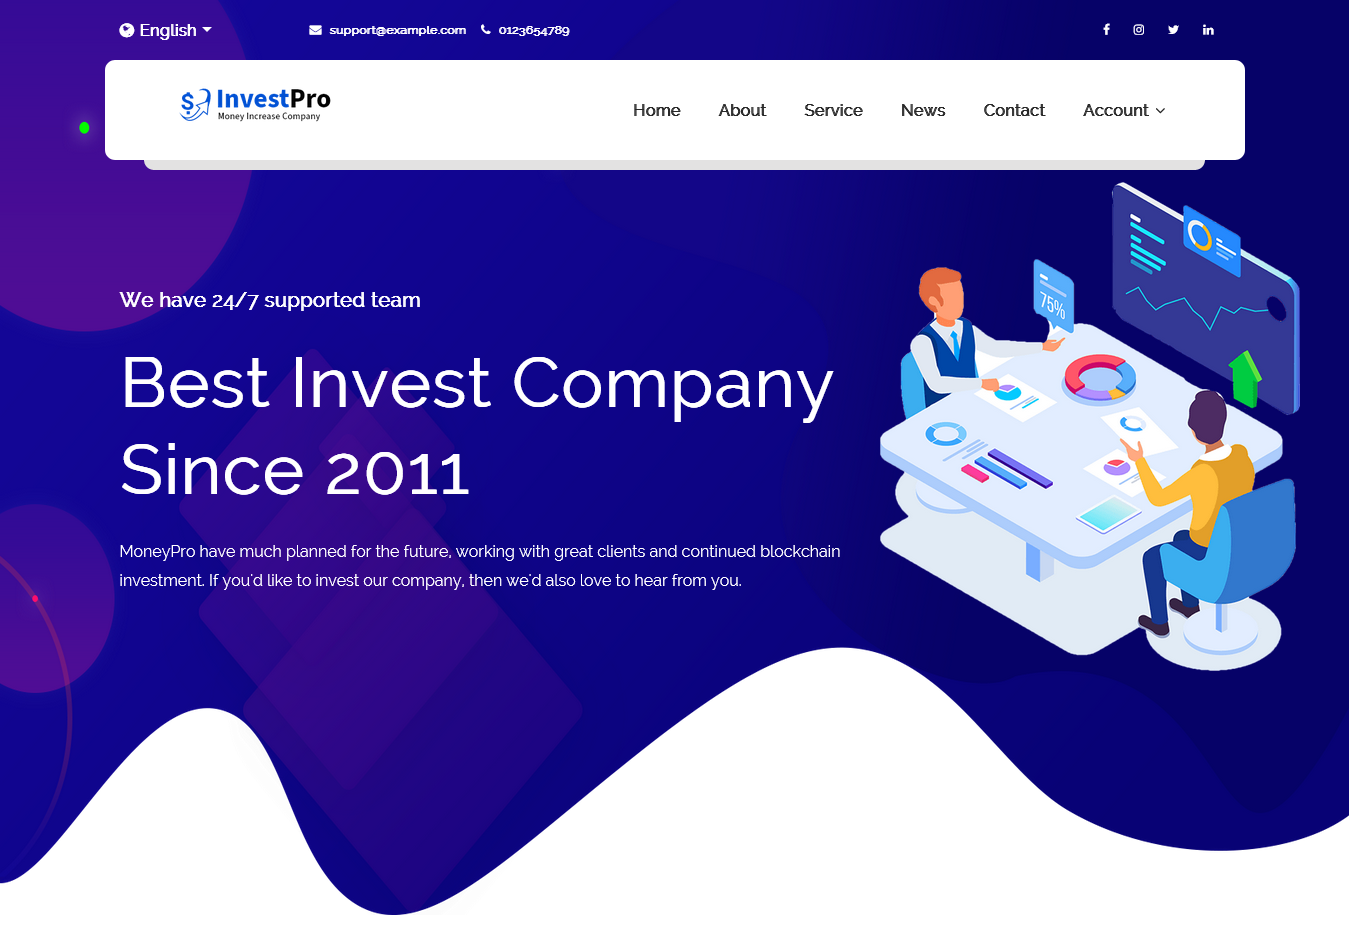 English
support@example.com 0123654789
InvestPro
Money Increase Company
Home About Service News Contact Account
We have 24/7 supported team
Best Invest Company
Since 2011
MoneyPro have much planned for the future, working with great clients and continued blockchain
investment. If you'd like to invest our company, then we'd also love to hear from you.
75%